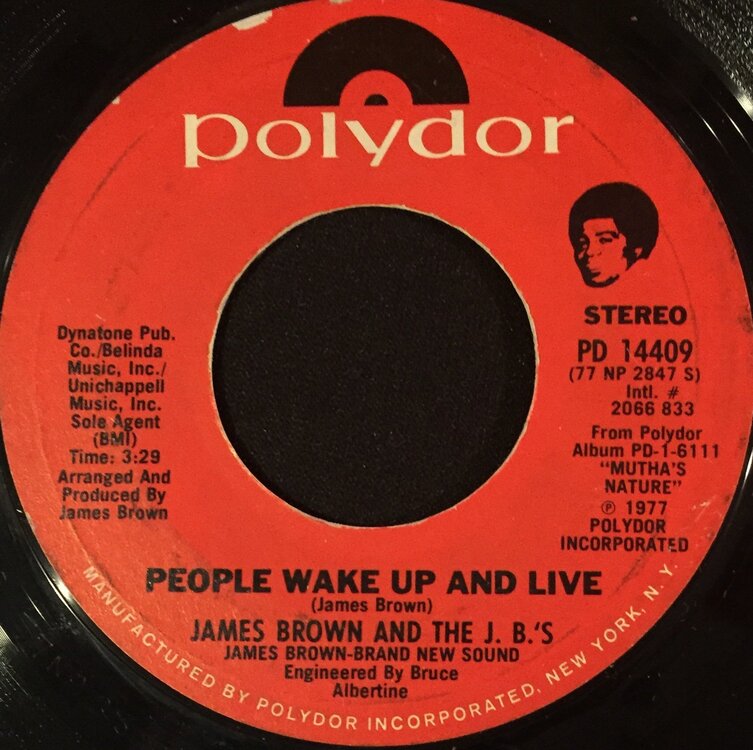 polydor
STEREO
PD 14409
(77 NP 2847 S)
Intl. #
2066 833
From Polydor
Album PD-1-6111
"MUTHA'S
NATURE"
℗ 1977
POLYDOR
INCORPORATED
Dynatone Pub.
Co./Belinda
Music, Inc./
Unichappell
Music, Inc.
Sole Agent
(BMI)
Time: 3:29
Arranged And
Produced By
James Brown
PEOPLE WAKE UP AND LIVE
(James Brown)
JAMES BROWN AND THE J. B.'S
JAMES BROWN-BRAND NEW SOUND
Engineered By Bruce
Albertine
MANUFACTURED BY POLYDOR INCORPORATED, NEW YORK, N. Y.